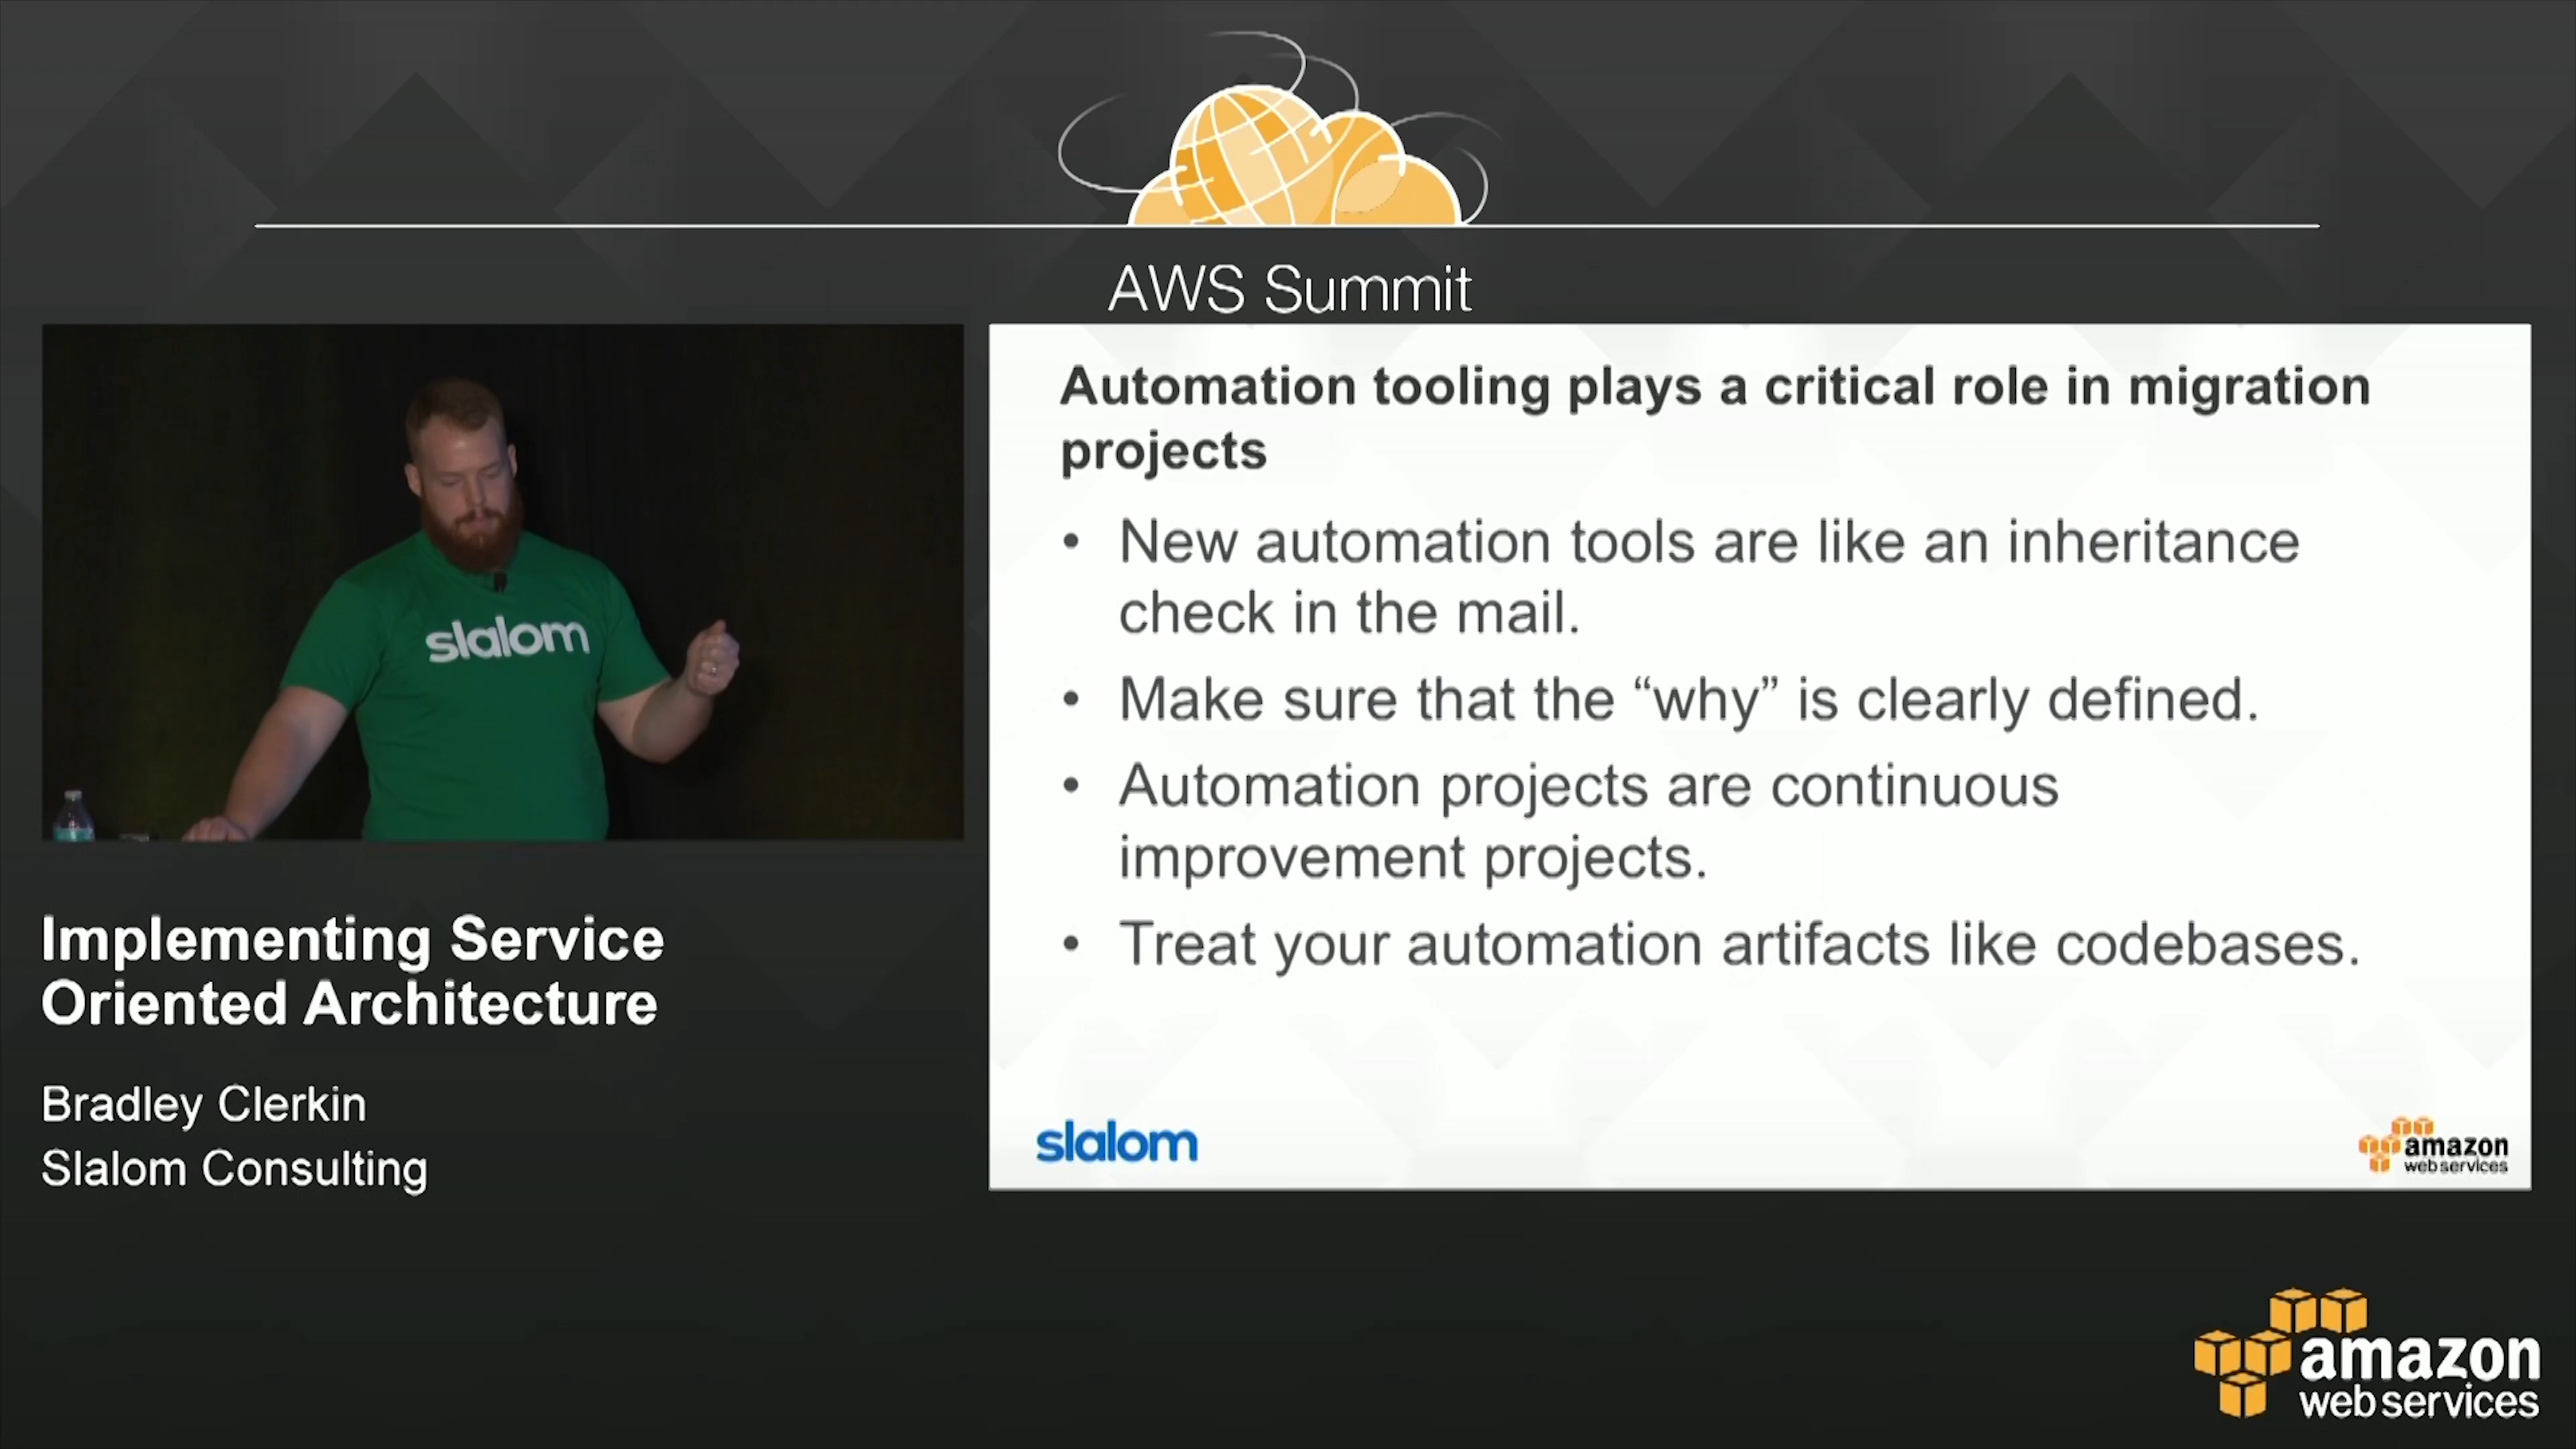 AWS Summit
slalom
Implementing Service
Oriented Architecture
Bradley Clerkin
Slalom Consulting
Automation tooling plays a critical role in migration
projects
• New automation tools are like an inheritance
check in the mail.
• Make sure that the “why” is clearly defined.
• Automation projects are continuous
improvement projects.
• Treat your automation artifacts like codebases.
slalom
amazon
web services
amazon
web services